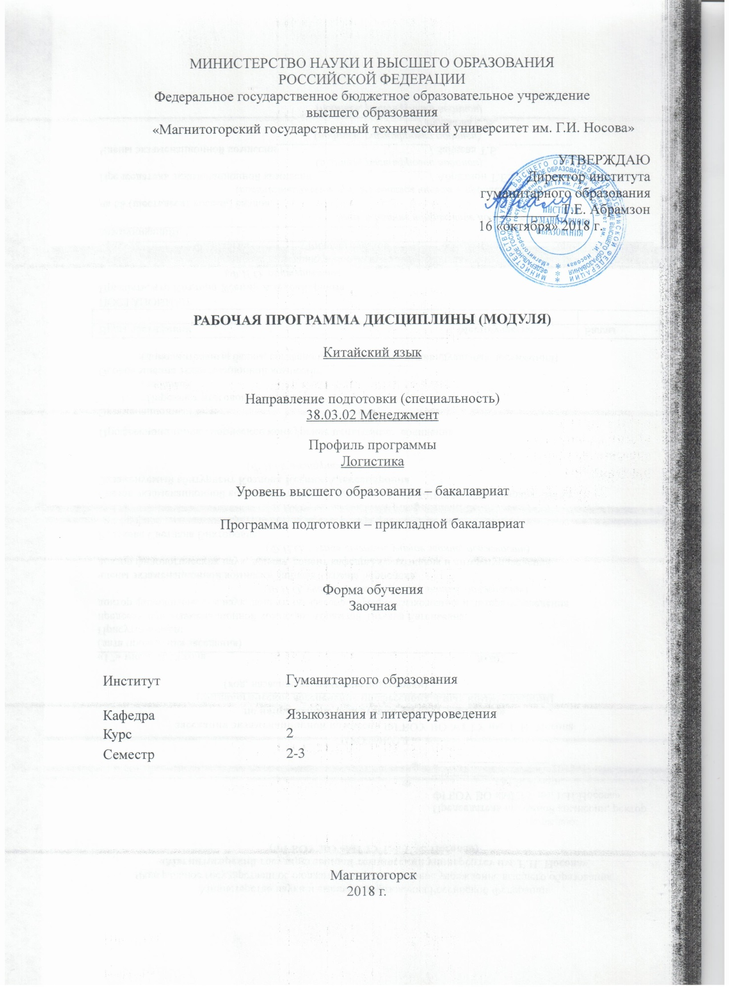 МИНИСТЕРСТВО НАУКИ И ВЫСШЕГО ОБРАЗОВАНИЯ
РОССИЙСКОЙ ФЕДЕРАЦИИ
Федеральное государственное бюджетное образовательное учреждение
высшего образования
«Магнитогорский государственный технический университет им. Г.И. Носова»
УТВЕРЖДАЮ
Директор института
гуманитарного образования
Т.Е. Абрамзон
16 «октября» 2018 г.
ИНСТИТУТ
ГУМАНИТАРНОГО
ОБРАЗОВАНИЯ
РАБОЧАЯ ПРОГРАММА ДИСЦИПЛИНЫ (МОДУЛЯ)
Китайский язык
Направление подготовки (специальность)
38.03.02 Менеджмент
Профиль программы
Логистика
Уровень высшего образования – бакалавриат
Программа подготовки – прикладной бакалавриат
Форма обучения
Заочная
Институт Гуманитарного образования
Кафедра Языкознания и литературоведения
Курс 2
Семестр 2-3
Магнитогорск
2018 г.